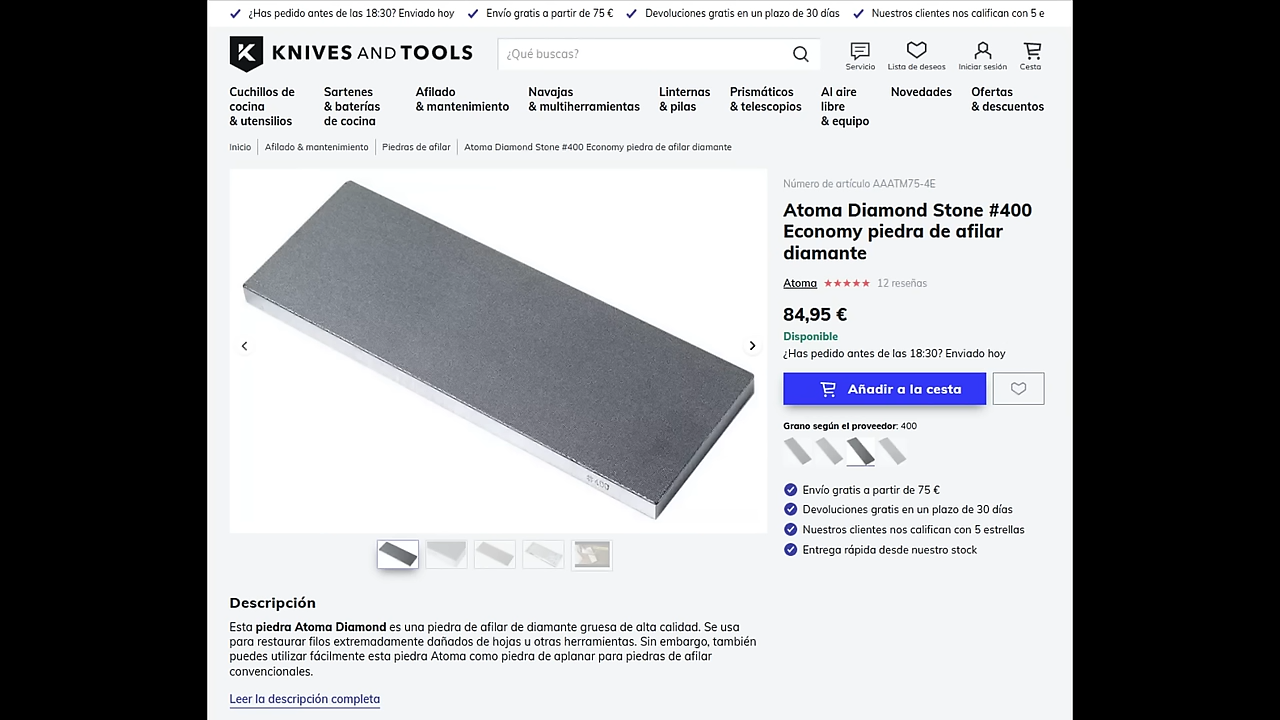 ¿Has pedido antes de las 18:30? Enviado hoy
Envío gratis a partir de 75 €
Devoluciones gratis en un plazo de 30 días
Nuestros clientes nos califican con 5 e
KNIVES AND TOOLS
¿Qué buscas?
Servicio
Lista de deseos
Iniciar sesión
Cesta
Cuchillos de
cocina
& utensilios
Sartenes
& baterías
de cocina
Afilado
& mantenimiento
Navajas
& multiherramientas
Linternas
& pilas
Prismáticos
& telescopios
Al aire
libre
& equipo
Novedades
Ofertas
& descuentos
Inicio
Afilado & mantenimiento
Piedras de afilar
Atoma Diamond Stone #400 Economy piedra de afilar diamante
#400
Número de artículo AAATM75-4E
Atoma Diamond Stone #400
Economy piedra de afilar
diamante
Atoma
12 reseñas
84,95 €
Disponible
¿Has pedido antes de las 18:30? Enviado hoy
Añadir a la cesta
Grano según el proveedor: 400
Envío gratis a partir de 75 €
Devoluciones gratis en un plazo de 30 días
Nuestros clientes nos califican con 5 estrellas
Entrega rápida desde nuestro stock
Descripción
Esta piedra Atoma Diamond es una piedra de afilar de diamante gruesa de alta calidad. Se usa
para restaurar filos extremadamente dañados de hojas u otras herramientas. Sin embargo, también
puedes utilizar fácilmente esta piedra Atoma como piedra de aplanar para piedras de afilar
convencionales.
Leer la descripción completa